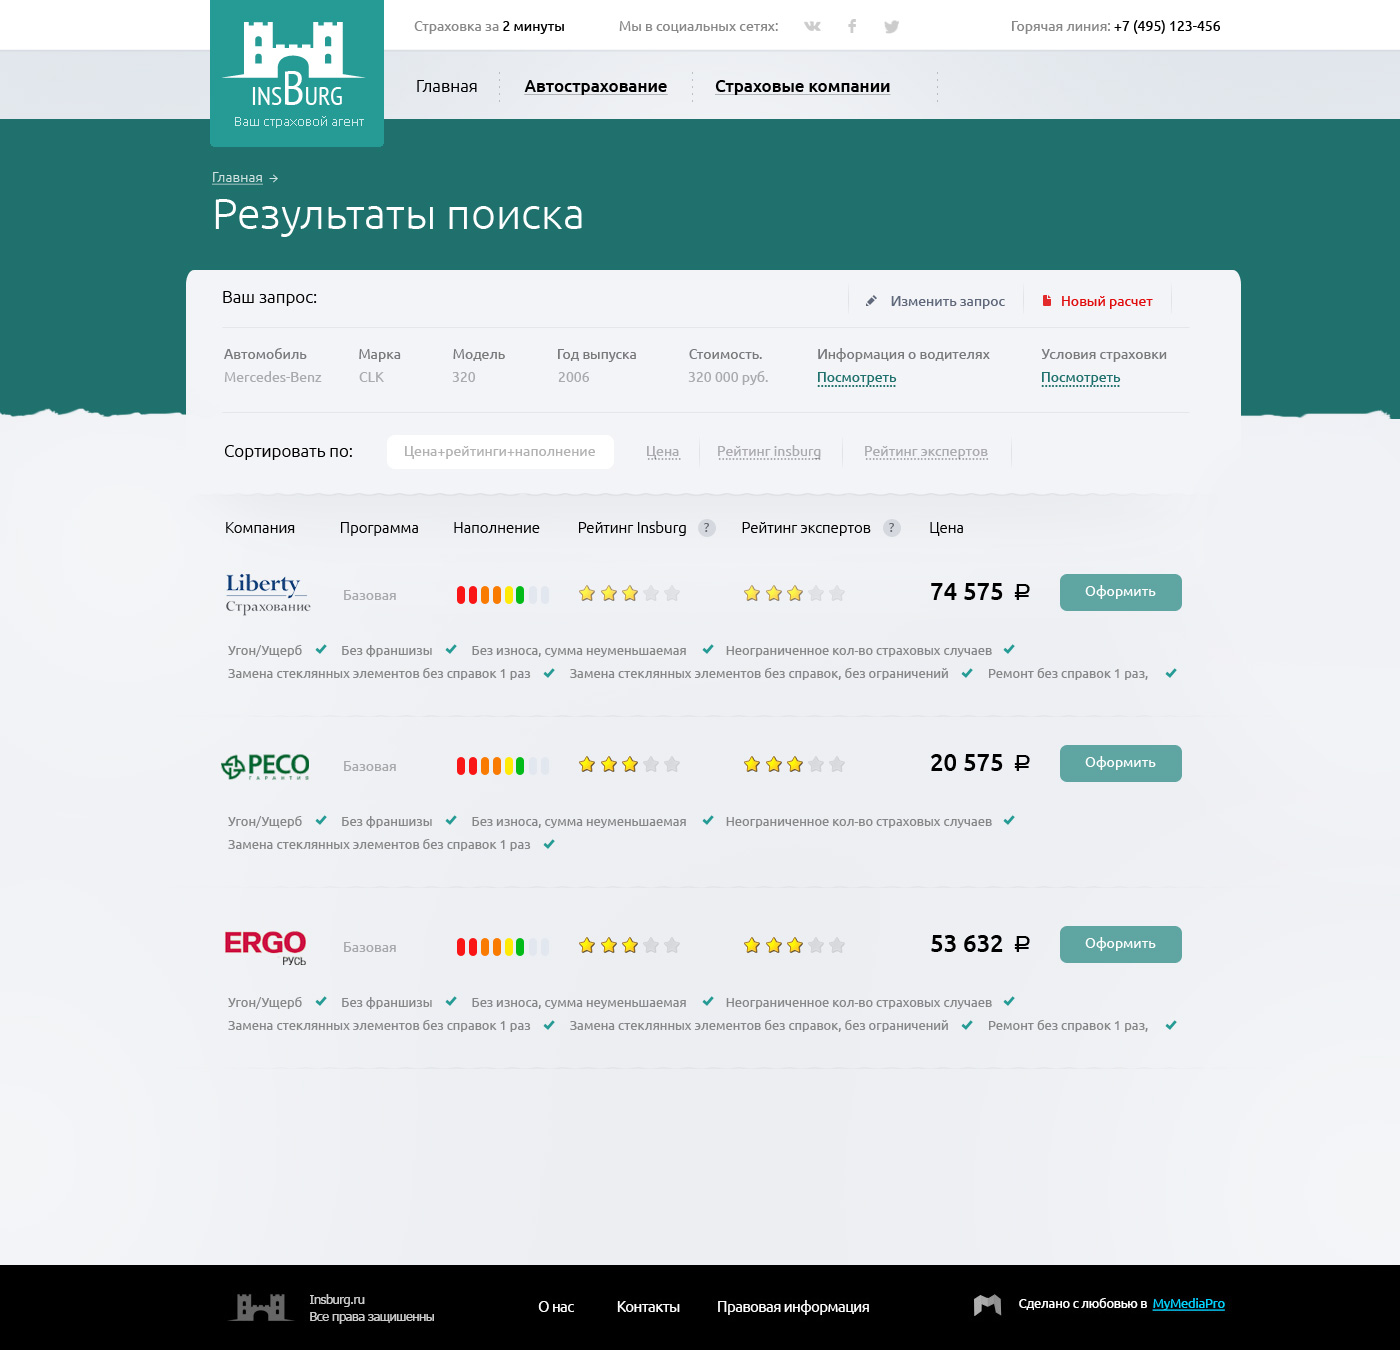 Страховка за 2 минуты
Мы в социальных сетях:
Горячая линия: +7 (495) 123-456
INSBURG
Ваш страховой агент
Главная
Автострахование
Страховые компании
Главная →
Результаты поиска
Ваш запрос:
Изменить запрос
Новый расчет
Автомобиль Марка Модель Год выпуска Стоимость. Информация о водителях Условия страховки
Mercedes-Benz CLK 320 2006 320 000 руб. Посмотреть Посмотреть
Сортировать по: Цена+рейтинги+наполнение Цена Рейтинг insburg Рейтинг экспертов
Компания Программа Наполнение Рейтинг Insburg ? Рейтинг экспертов ? Цена
Liberty
Страхование
Базовая
74 575 ₽
Оформить
Угон/Ущерб Без франшизы Без износа, сумма неуменьшаемая Неограниченное кол-во страховых случаев
Замена стеклянных элементов без справок 1 раз Замена стеклянных элементов без справок, без ограничений Ремонт без справок 1 раз,
РЕСО
ГАРАНТИЯ
Базовая
20 575 ₽
Оформить
Угон/Ущерб Без франшизы Без износа, сумма неуменьшаемая Неограниченное кол-во страховых случаев
Замена стеклянных элементов без справок 1 раз
ERGO
РУСЬ
Базовая
53 632 ₽
Оформить
Угон/Ущерб Без франшизы Без износа, сумма неуменьшаемая Неограниченное кол-во страховых случаев
Замена стеклянных элементов без справок 1 раз Замена стеклянных элементов без справок, без ограничений Ремонт без справок 1 раз,
Insburg.ru
Все права защишенны
О нас
Контакты
Правовая информация
Сделано с любовью в MyMediaPro